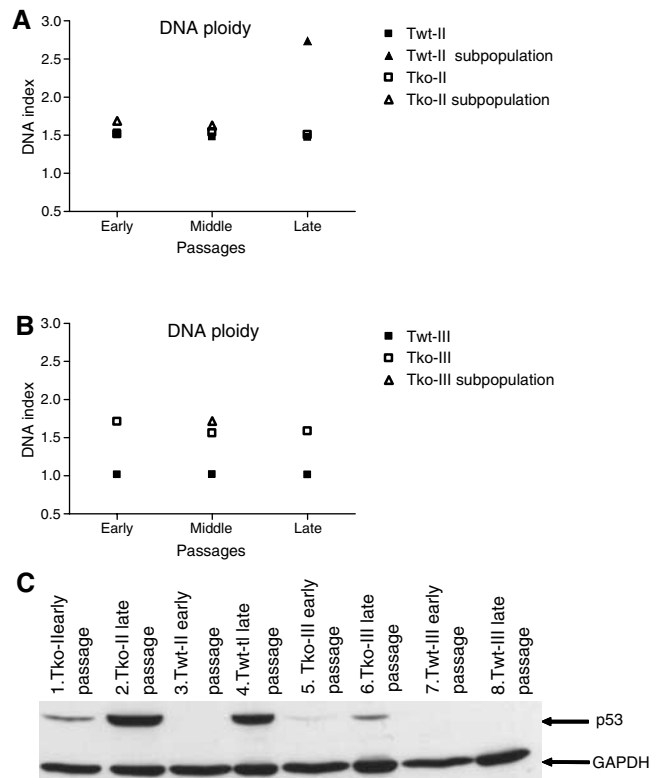 A
DNA ploidy
3.0
2.5
2.0
1.5
1.0
0.5
DNA index
Early
Middle
Late
Passages
Twt-II
Twt-II subpopulation
Tko-II
Tko-II subpopulation
B
DNA ploidy
3.0
2.5
2.0
1.5
1.0
0.5
DNA index
Early
Middle
Late
Passages
Twt-III
Tko-III
Tko-III subpopulation
C
1.Tko-IIearly
passage
2.Tko-II late
passage
3.Twt-II early
passage
4.Twt-tl late
passage
5. Tko-III early
passage
6.Tko-III late
passage
7.Twt-III early
passage
8.Twt-III late
passage
p53
GAPDH